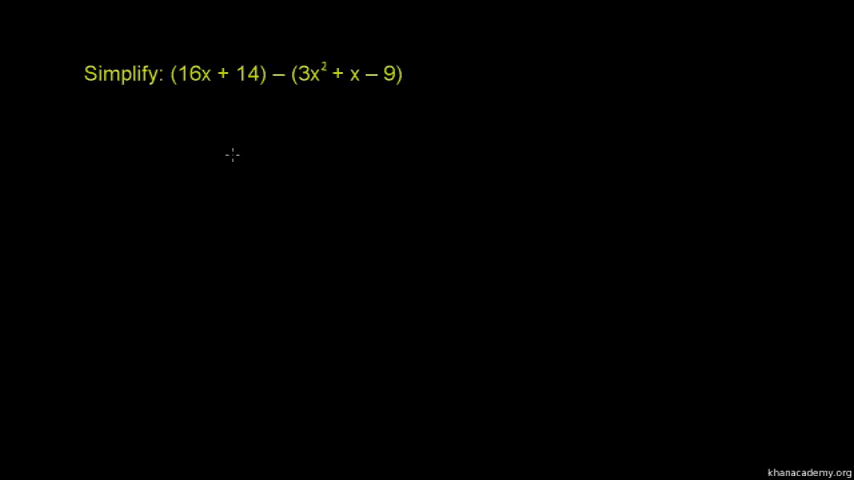 Simplify: (16x + 14) – (3x² + x – 9)
khanacademy.org